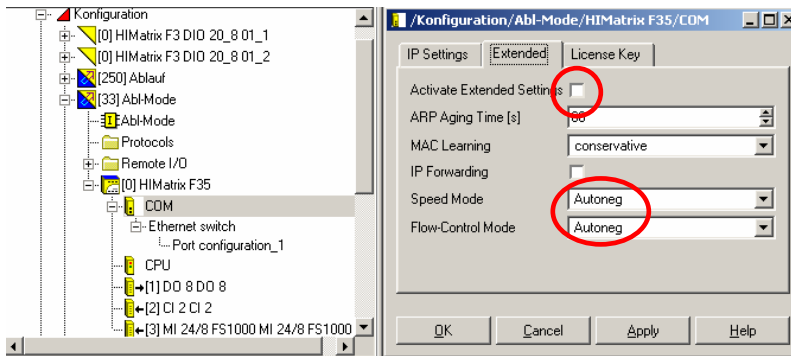 Konfiguration
[0] HIMatrix F3 DIO 20_8 01_1
[0] HIMatrix F3 DIO 20_8 01_2
[250] Ablauf
[33] Abl-Mode
Abl-Mode
Protocols
Remote I/O
[0] HIMatrix F35
COM
Ethernet switch
Port configuration_1
CPU
[1] DO 8 DO 8
[2] CI 2 CI 2
[3] MI 24/8 FS1000 MI 24/8 FS1000
/Konfiguration/Abl-Mode/HIMatrix F35/COM
IP Settings Extended License Key
Activate Extended Settings
ARP Aging Time [s] 60
MAC Learning conservative
IP Forwarding
Speed Mode Autoneg
Flow-Control Mode Autoneg
OK Cancel Apply Help